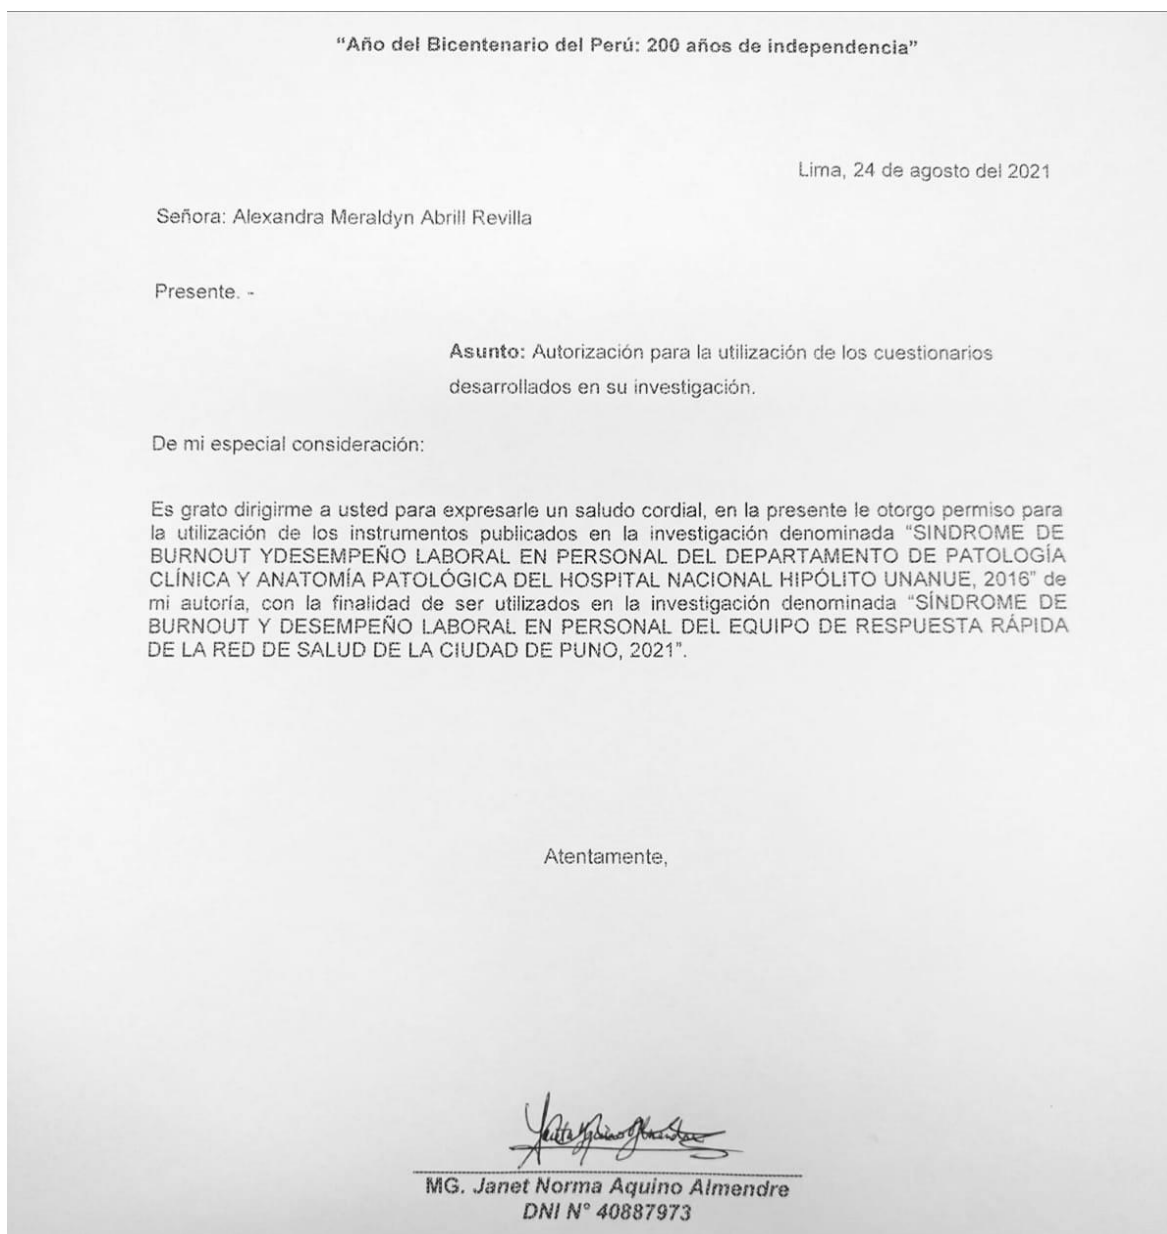 “Año del Bicentenario del Perú: 200 años de independencia”
Lima, 24 de agosto del 2021
Señora: Alexandra Meraldyn Abrill Revilla
Presente. -
Asunto: Autorización para la utilización de los cuestionarios
desarrollados en su investigación.
De mi especial consideración:
Es grato dirigirme a usted para expresarle un saludo cordial, en la presente le otorgo permiso para
la utilización de los instrumentos publicados en la investigación denominada “SINDROME DE
BURNOUT YDESEMPEÑO LABORAL EN PERSONAL DEL DEPARTAMENTO DE PATOLOGÍA
CLÍNICA Y ANATOMÍA PATOLÓGICA DEL HOSPITAL NACIONAL HIPÓLITO UNANUE, 2016” de
mi autoría, con la finalidad de ser utilizados en la investigación denominada “SÍNDROME DE
BURNOUT Y DESEMPEÑO LABORAL EN PERSONAL DEL EQUIPO DE RESPUESTA RÁPIDA
DE LA RED DE SALUD DE LA CIUDAD DE PUNO, 2021”.
Atentamente,
MG. Janet Norma Aquino Almendre
DNI N° 40887973